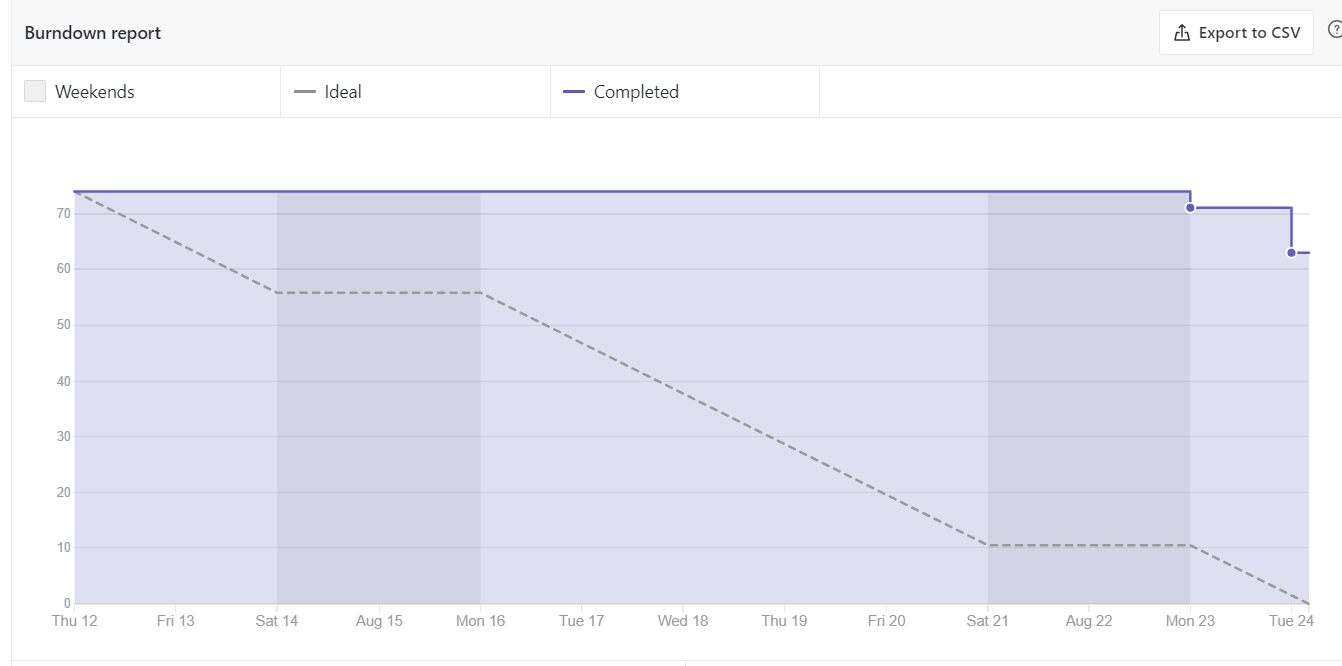 Burndown report
Export to CSV
?
Weekends
Ideal
Completed
70
60
50
40
30
20
10
0
Thu 12 Fri 13 Sat 14 Aug 15 Mon 16 Tue 17 Wed 18 Thu 19 Fri 20 Sat 21 Aug 22 Mon 23 Tue 24